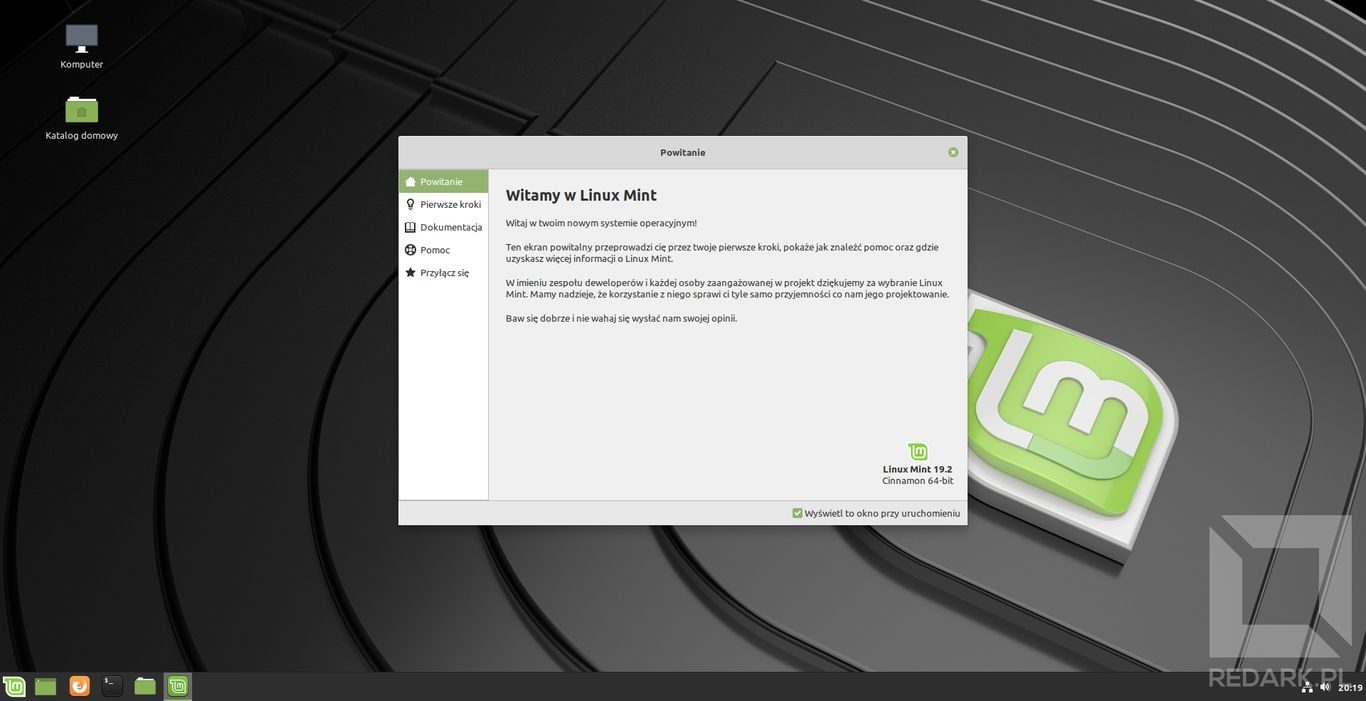 Komputer
Katalog domowy
Powitanie
Powitanie
Pierwsze kroki
Dokumentacja
Pomoc
Przyłącz się
Witamy w Linux Mint
Witaj w twoim nowym systemie operacyjnym!
Ten ekran powitalny przeprowadzi cię przez twoje pierwsze kroki, pokaże jak znaleźć pomoc oraz gdzie
uzyskasz więcej informacji o Linux Mint.
W imieniu zespołu deweloperów i każdej osoby zaangażowanej w projekt dziękujemy za wybranie Linux
Mint. Mamy nadzieje, że korzystanie z niego sprawi ci tyle samo przyjemności co nam jego projektowanie.
Baw się dobrze i nie wahaj się wysłać nam swojej opinii.
Linux Mint 19.2
Cinnamon 64-bit
Wyświetl to okno przy uruchomieniu
REDARK.PL
20:19